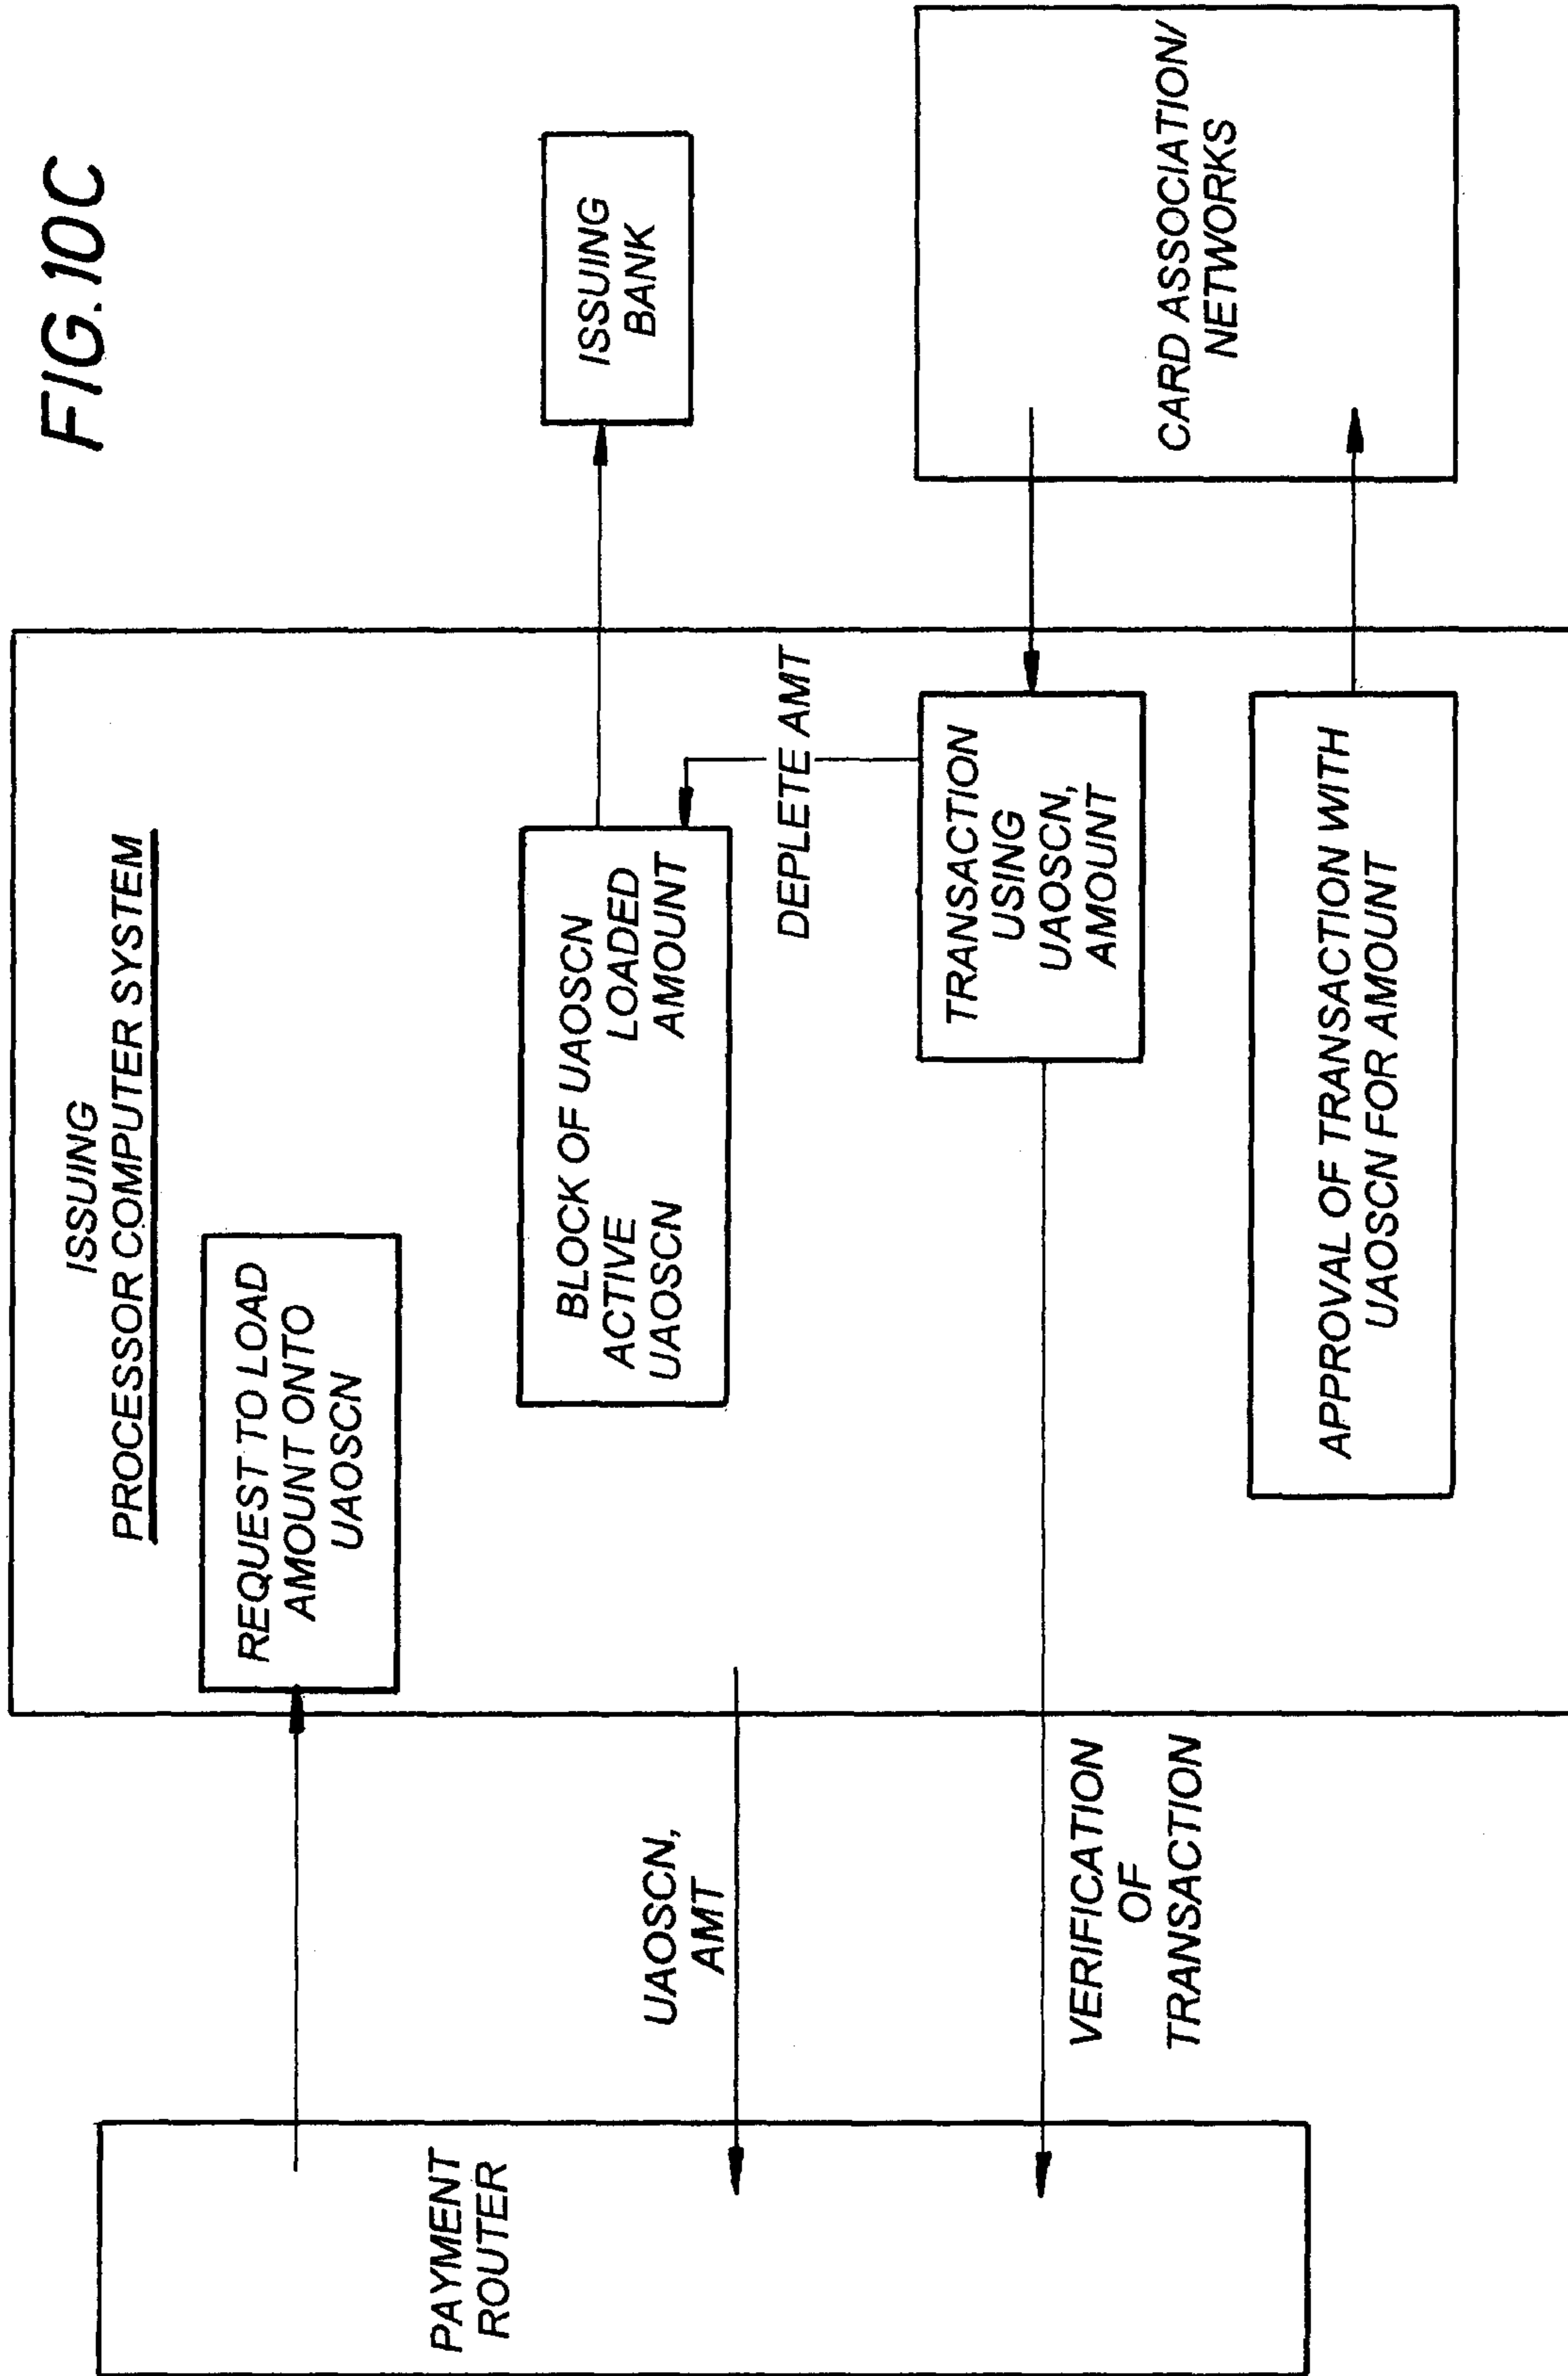 FIG. 10C
ISSUING
PROCESSOR COMPUTER SYSTEM
PAYMENT
ROUTER
REQUEST TO LOAD
AMOUNT ONTO
UAOSCN
ISSUING
BANK
BLOCK OF UAOSCN
ACTIVE LOADED
UAOSCN AMOUNT
UAOSCN,
AMT
DEPLETE AMT
TRANSACTION
USING
UAOSCN,
AMOUNT
VERIFICATION
OF
TRANSACTION
CARD ASSOCIATION/
NETWORKS
APPROVAL OF TRANSACTION WITH
UAOSCN FOR AMOUNT